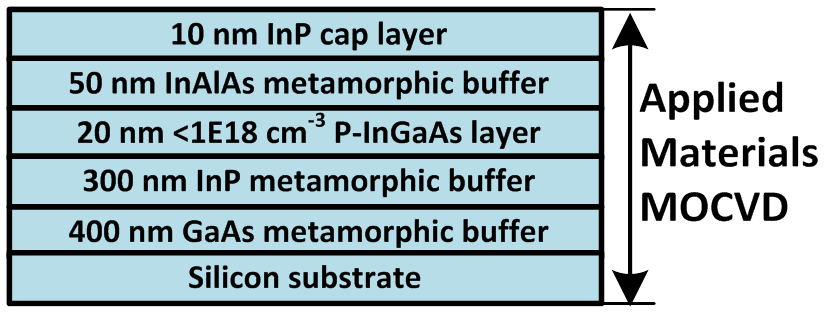 10 nm InP cap layer
50 nm InAlAs metamorphic buffer
20 nm <1E18 cm⁻³ P-InGaAs layer
300 nm InP metamorphic buffer
400 nm GaAs metamorphic buffer
Silicon substrate
Applied
Materials
MOCVD